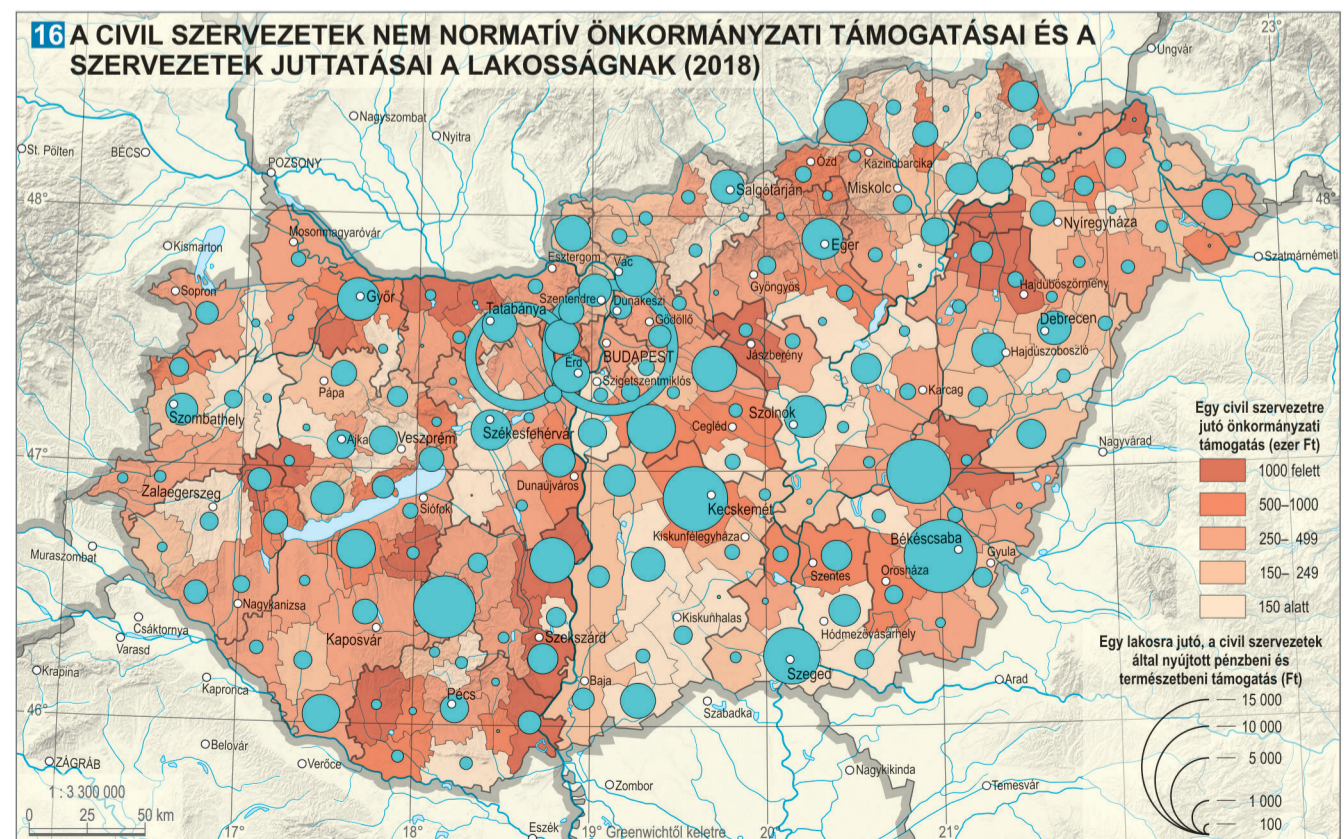 16 A CIVIL SZERVEZETEK NEM NORMATÍV ÖNKORMÁNYZATI TÁMOGATÁSAI ÉS A
SZERVEZETEK JUTTATÁSAI A LAKOSSÁGNAK (2018)
23°
Ungvár
Nagyszombat
Nyitra
St. Pölten
BÉCS
POZSONY
Ózd
Kazincbarcika
Miskolc
Salgótarján
48°
48°
Nyíregyháza
Mosonmagyaróvár
Kismarton
Eger
Szatmárnémeti
Esztergom
Vác
Gyöngyös
Sopron
Győr
Hajdúböszörmény
Tatabánya
Szentendre
Dunakeszi
Gödöllő
Debrecen
BUDAPEST
Jászberény
Hajdúszoboszló
Érd
Szigetszentmiklós
Pápa
Karcag
Szombathely
Szolnok
Cegléd
Ajka
Veszprém
Székesfehérvár
Nagyvárad
47°
Zalaegerszeg
Dunaújváros
Siófok
Kecskemét
Kiskunfélegyháza
Békéscsaba
Gyula
Muraszombat
Szentes
Orosháza
Nagykanizsa
Csáktornya
Varasd
Kaposvár
Kiskunhalas
Hódmezővásárhely
Szekszárd
Krapina
Kapronca
Szeged
Baja
Pécs
Arad
46°
Szabadka
Belovár
ZÁGRÁB
Verőce
Nagykikinda
Zombor
Temesvár
1 : 3 300 000
0 25 50 km
17°
18°
Eszék
19°
Greenwichtől keletre
20°
21°
Egy civil szervezetre
jutó önkormányzati
támogatás (ezer Ft)
1000 felett
500–1000
250– 499
150– 249
150 alatt
Egy lakosra jutó, a civil szervezetek
által nyújtott pénzbeni és
természetbeni támogatás (Ft)
15 000
10 000
5 000
1 000
100